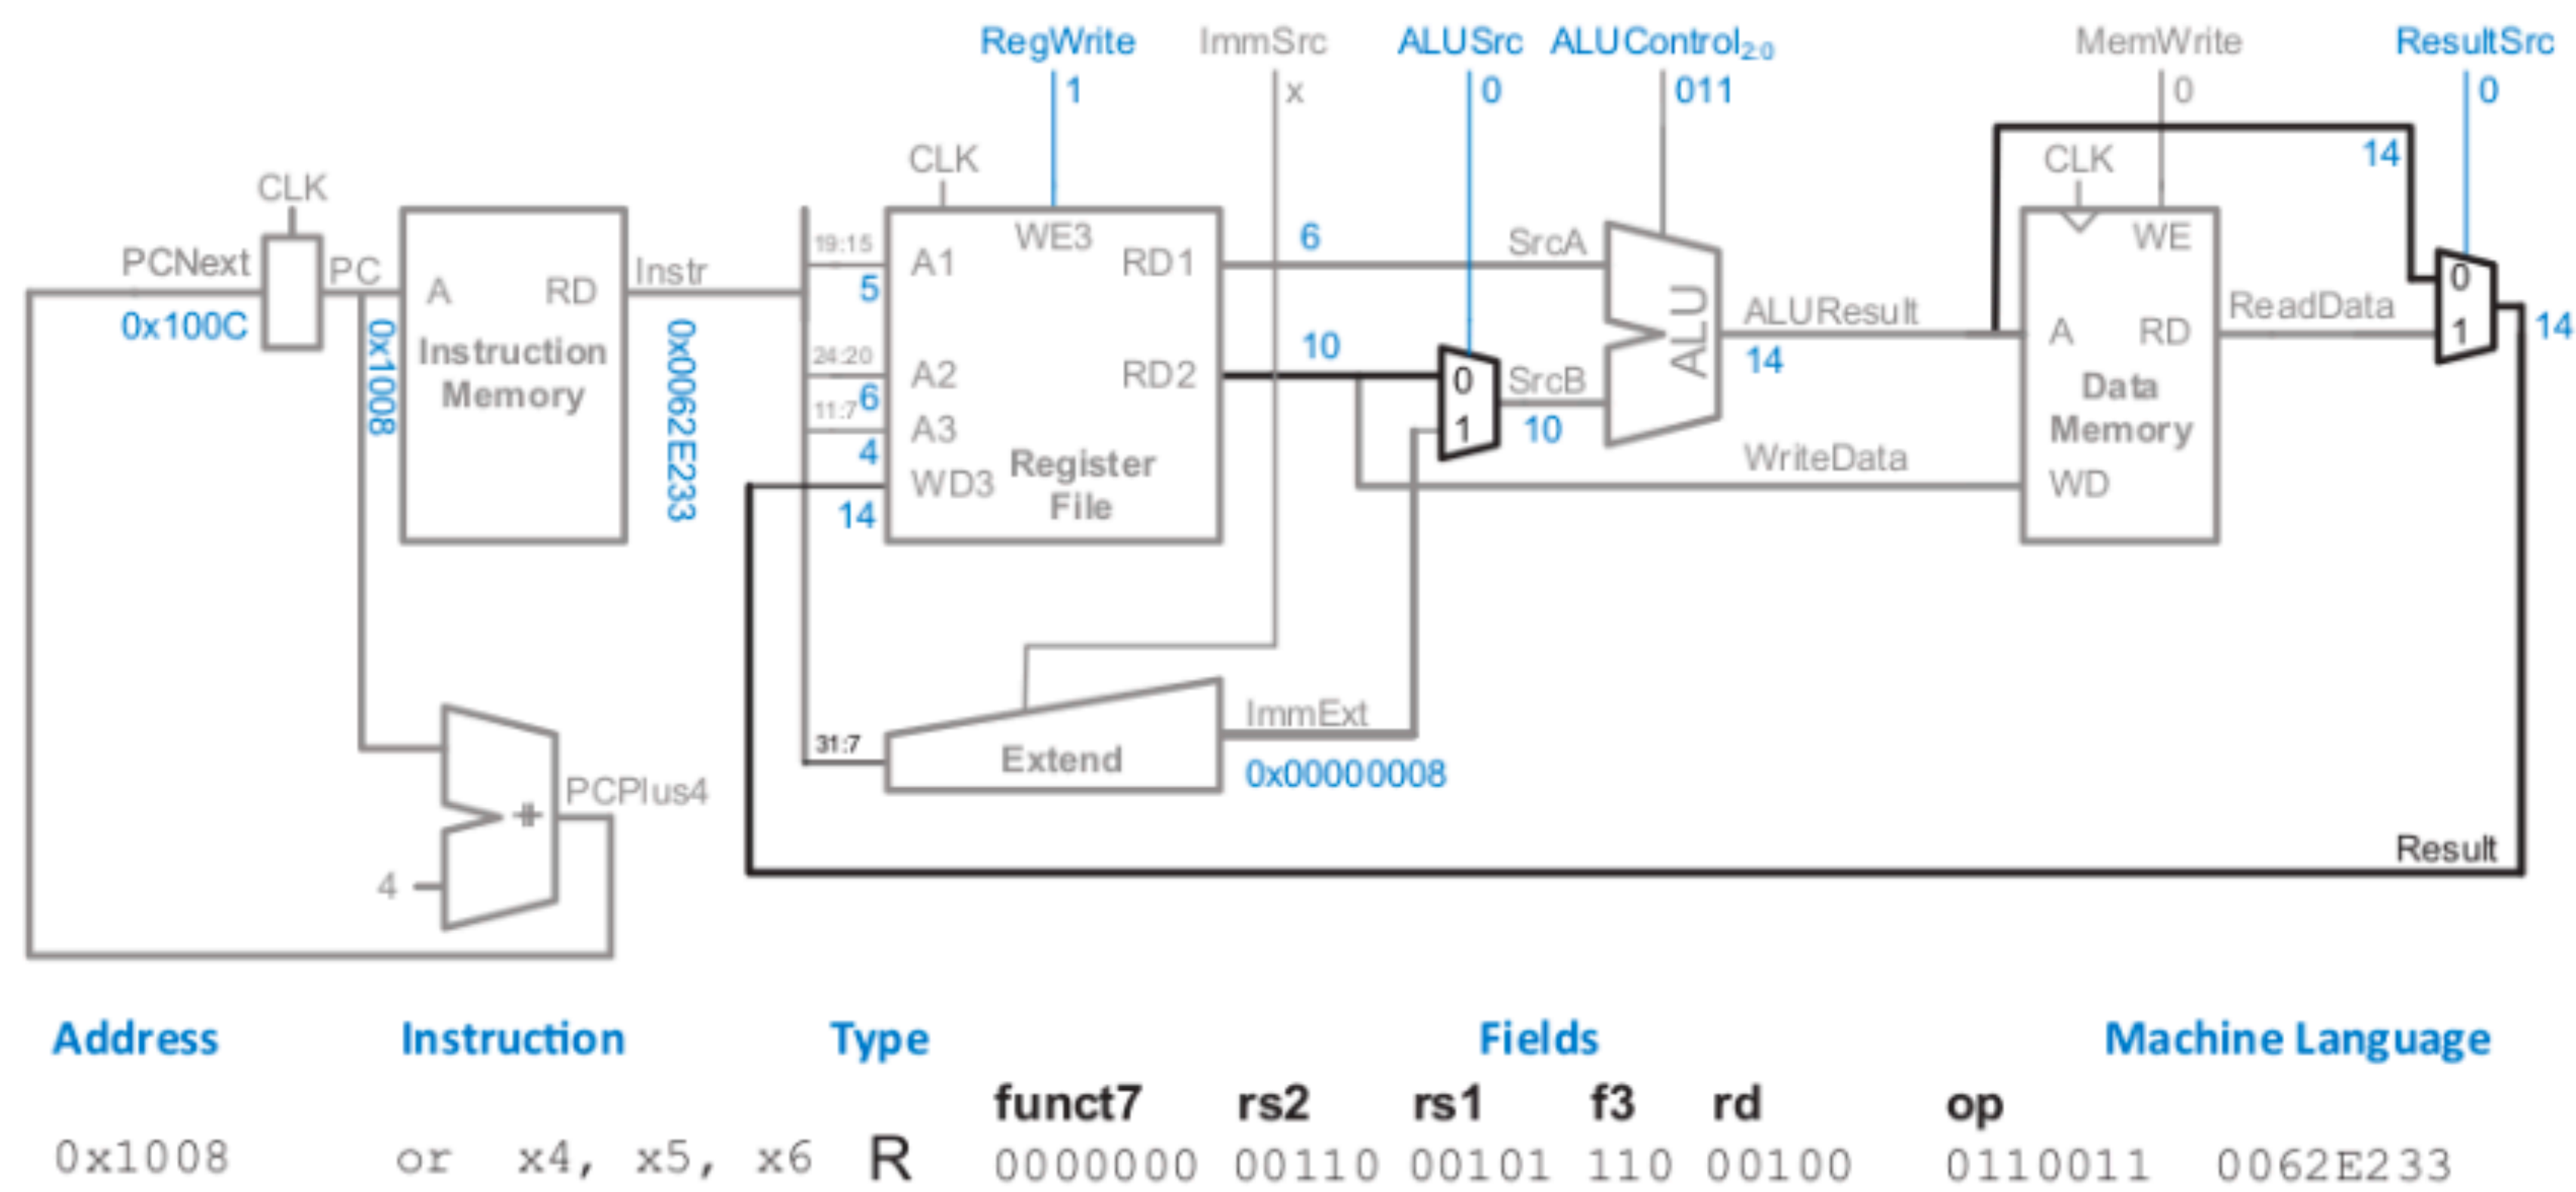 RegWrite ImmSrc ALUSrc ALUControl2:0 MemWrite ResultSrc
1 x 0 011 0 0
CLK CLK CLK 14
PCNext PC A RD Instr
0x100C 0x1008 Instruction Memory 0x0062E233
19:15 A1 WE3 RD1 6 SrcA ALU ALUResult A WE RD ReadData 0
5 14 1 14
24:20 A2 RD2 10 0 SrcB Data
6 1 10 Memory
11:7 A3 WriteData
4 WD3 Register WD
14 File
31:7 Extend ImmExt
0x00000008
+ PCPlus4
4 Result
Address Instruction Type Fields Machine Language
funct7 rs2 rs1 f3 rd op
0x1008 or x4, x5, x6 R 0000000 00110 00101 110 00100 0110011 0062E233